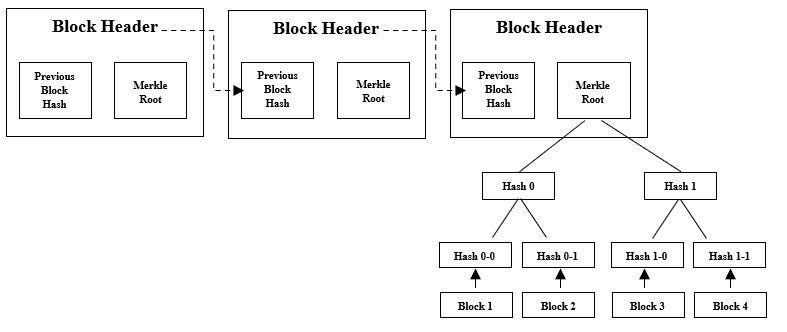 Block Header
Previous
Block
Hash
Merkle
Root
Block Header
Previous
Block
Hash
Merkle
Root
Block Header
Previous
Block
Hash
Merkle
Root
Hash 0
Hash 1
Hash 0-0
Hash 0-1
Hash 1-0
Hash 1-1
Block 1
Block 2
Block 3
Block 4